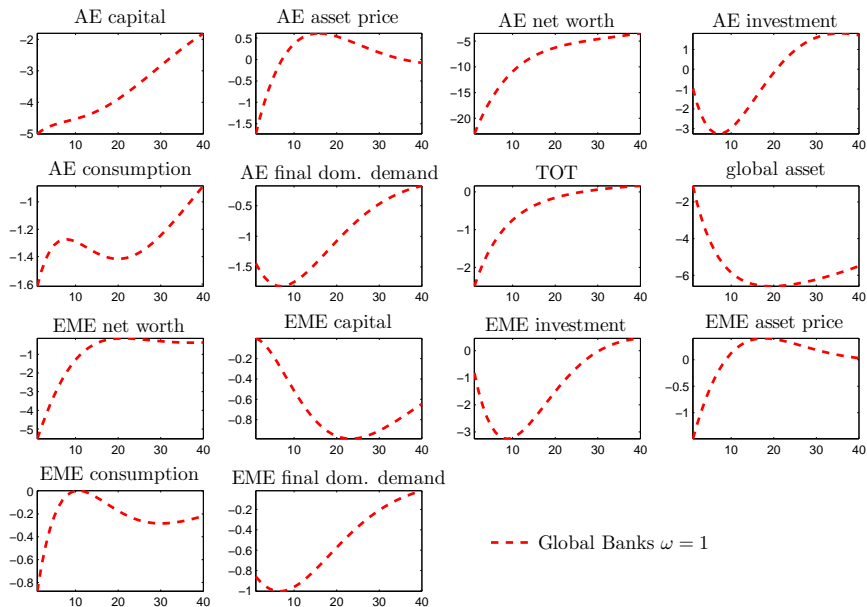 AE capital
−2
−3
−4
−5
10 20 30 40
AE asset price
0.5
0
−0.5
−1
−1.5
10 20 30 40
AE net worth
−5
−10
−15
−20
10 20 30 40
AE investment
1
0
−1
−2
−3
10 20 30 40
AE consumption
−1
−1.2
−1.4
−1.6
10 20 30 40
AE final dom. demand
−0.5
−1
−1.5
10 20 30 40
TOT
0
−1
−2
10 20 30 40
global asset
−2
−4
−6
10 20 30 40
EME net worth
−1
−2
−3
−4
−5
10 20 30 40
EME capital
−0.2
−0.4
−0.6
−0.8
10 20 30 40
EME investment
0
−1
−2
−3
10 20 30 40
EME asset price
0
−0.5
−1
10 20 30 40
EME consumption
0
−0.2
−0.4
−0.6
−0.8
10 20 30 40
EME final dom. demand
−0.2
−0.4
−0.6
−0.8
−1
10 20 30 40
Global Banks ω = 1